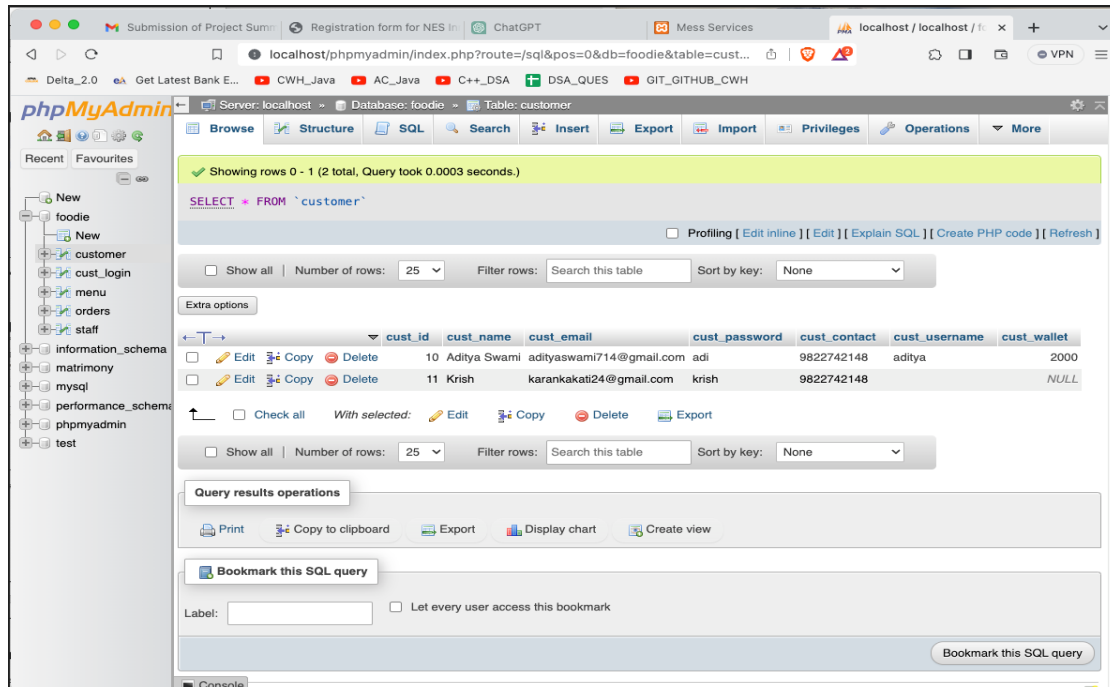 Submission of Project Summ
Registration form for NES In
ChatGPT
Mess Services
localhost / localhost / fo
localhost/phpmyadmin/index.php?route=/sql&pos=0&db=foodie&table=cust...
2
VPN
Delta_2.0
Get Latest Bank E...
CWH_Java
AC_Java
C++_DSA
DSA_QUES
GIT_GITHUB_CWH
phpMyAdmin
Recent
Favourites
New
foodie
New
customer
cust_login
menu
orders
staff
information_schema
matrimony
mysql
performance_schema
phpmyadmin
test
Server: localhost » Database: foodie » Table: customer
Browse Structure SQL Search Insert Export Import Privileges Operations More
Showing rows 0 - 1 (2 total, Query took 0.0003 seconds.)
SELECT * FROM `customer`
Profiling [ Edit inline ] [ Edit ] [ Explain SQL ] [ Create PHP code ] [ Refresh ]
Show all | Number of rows: 25 Filter rows: Search this table Sort by key: None
Extra options
←T→ cust_id cust_name cust_email cust_password cust_contact cust_username cust_wallet
Edit Copy Delete 10 Aditya Swami adityaswami714@gmail.com adi 9822742148 aditya 2000
Edit Copy Delete 11 Krish karankakati24@gmail.com krish 9822742148 NULL
Check all With selected: Edit Copy Delete Export
Show all | Number of rows: 25 Filter rows: Search this table Sort by key: None
Query results operations
Print Copy to clipboard Export Display chart Create view
Bookmark this SQL query
Label: Let every user access this bookmark
Bookmark this SQL query
Console